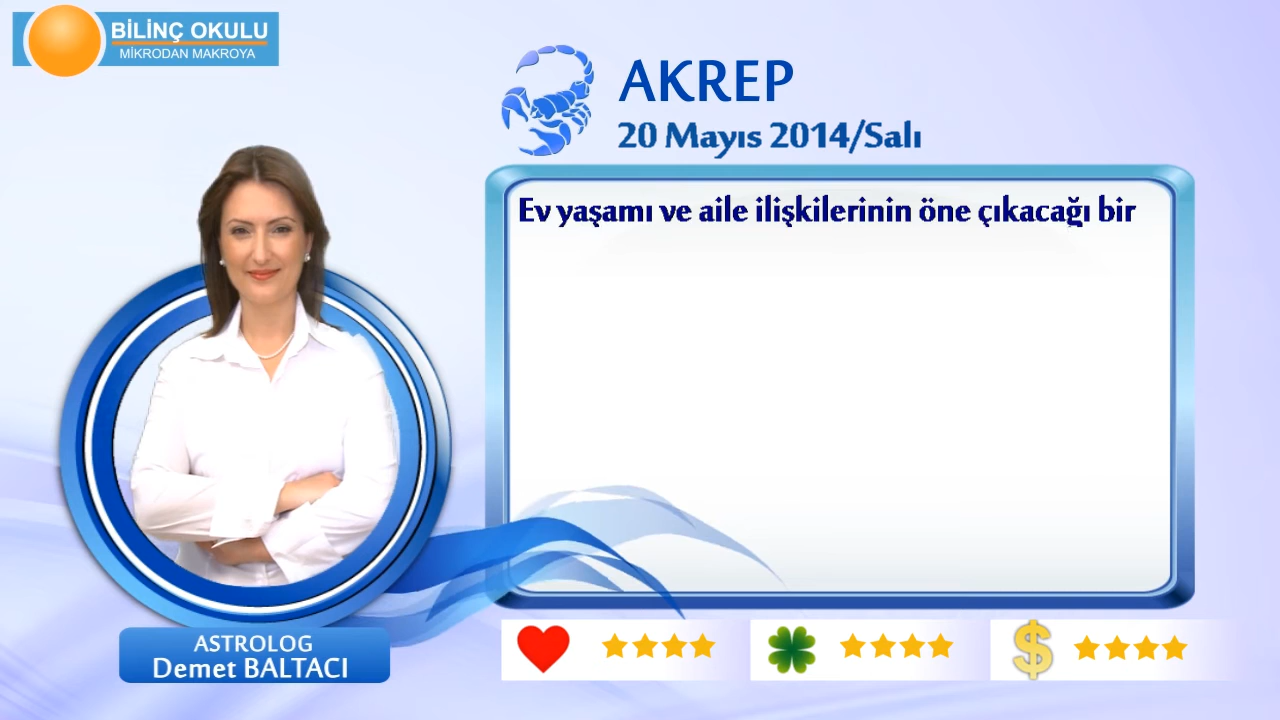 BİLİNÇ OKULU
MİKRODAN MAKROYA
AKREP
20 Mayıs 2014/Salı
Ev yaşamı ve aile ilişkilerinin öne çıkacağı bir
ASTROLOG
Demet BALTACI
$